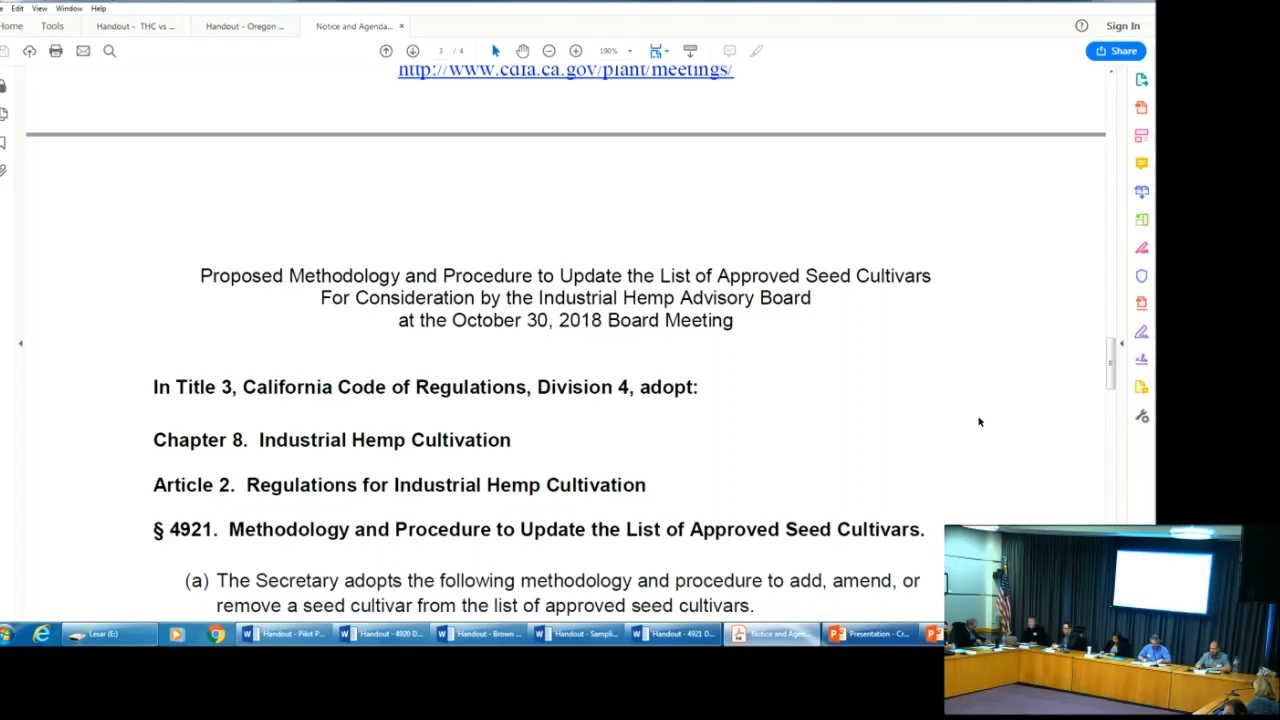 Edit View Window Help
Home Tools Handout - THC vs ... Handout - Oregon ... Notice and Agenda... × Sign In
3 / 4 190% Share
http://www.cdfa.ca.gov/plant/meetings/
Proposed Methodology and Procedure to Update the List of Approved Seed Cultivars
For Consideration by the Industrial Hemp Advisory Board
at the October 30, 2018 Board Meeting
In Title 3, California Code of Regulations, Division 4, adopt:
Chapter 8. Industrial Hemp Cultivation
Article 2. Regulations for Industrial Hemp Cultivation
§ 4921. Methodology and Procedure to Update the List of Approved Seed Cultivars.
(a) The Secretary adopts the following methodology and procedure to add, amend, or
remove a seed cultivar from the list of approved seed cultivars.
Lexar (E:) Handout - Pilot P... Handout - 4920 D... Handout - Brown ... Handout - Sampli... Handout - 4921 D... Notice and Agen... Presentation - Cr...